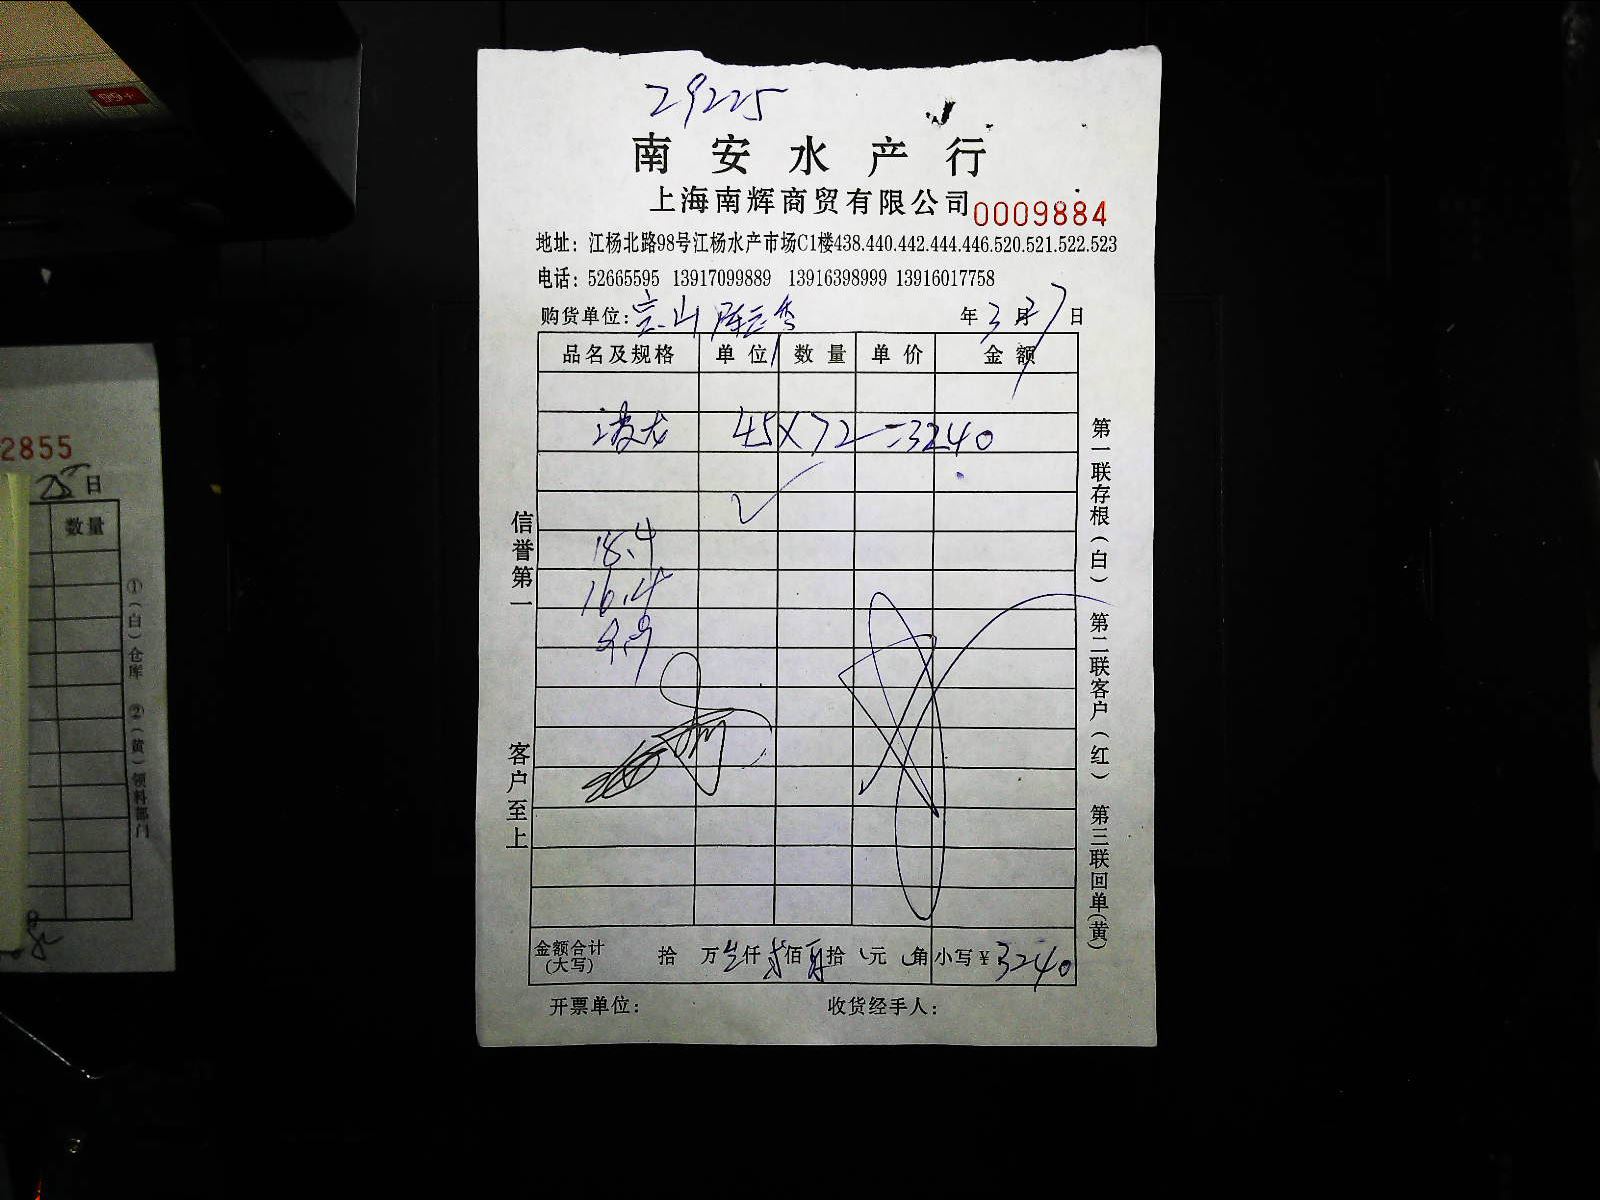 29225
南安水产行
上海南辉商贸有限公司 0009884
地址：江杨北路98号江杨水产市场C1楼438.440.442.444.446.520.521.522.523
电话：52665595 13917099889 13916398999 13916017758
购货单位： 年 3 月 7 日
品名及规格 单位 数量 单价 金额
波龙 45×72=3240
18.4
16.4
信誉第一
客户至上
第一联存根（白） 第二联客户（红） 第三联回单（黄）
金额合计（大写） 拾 万 仟 佰 拾 元 角 小写￥3240
开票单位： 收货经手人：
99+
2855
25日
数量
①（白）仓库 ②（黄）领料部门